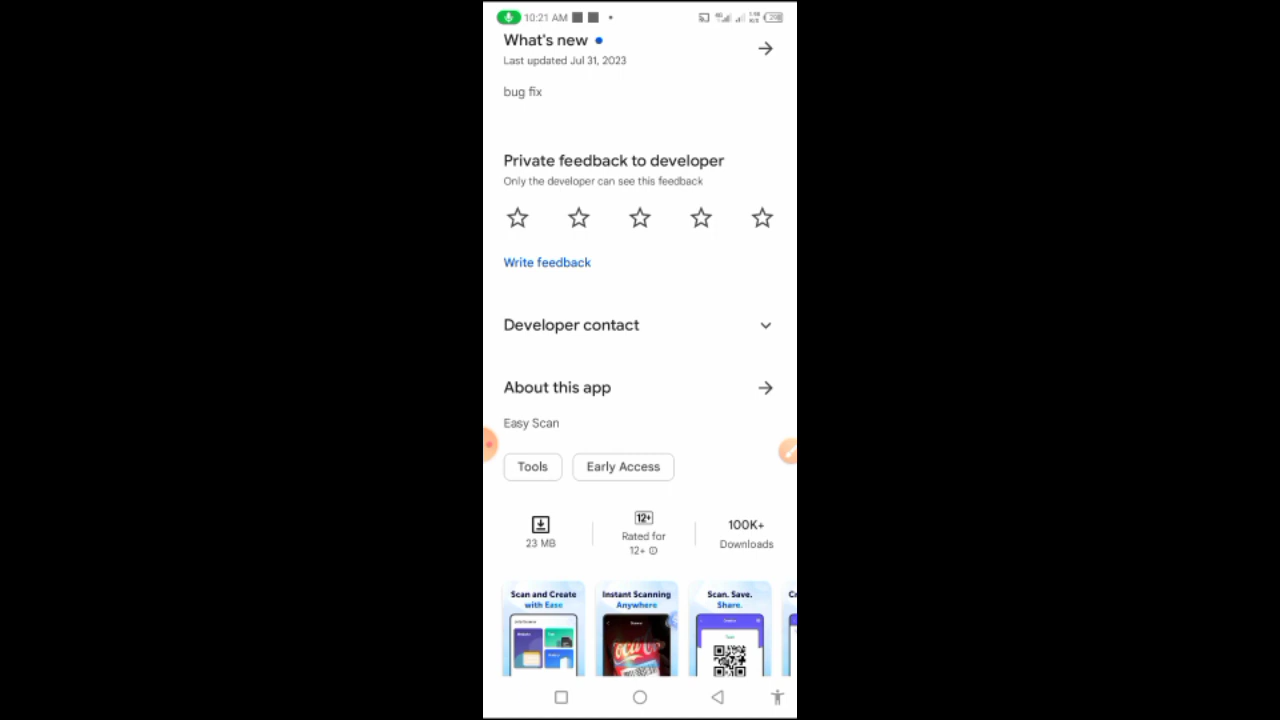 10:21 AM
What's new
Last updated Jul 31, 2023
bug fix
Private feedback to developer
Only the developer can see this feedback
Write feedback
Developer contact
About this app
Easy Scan
Tools
Early Access
23 MB
12+
Rated for
12+
100K+
Downloads
Scan and Create
with Ease
Instant Scanning
Anywhere
Scan. Save.
Share.